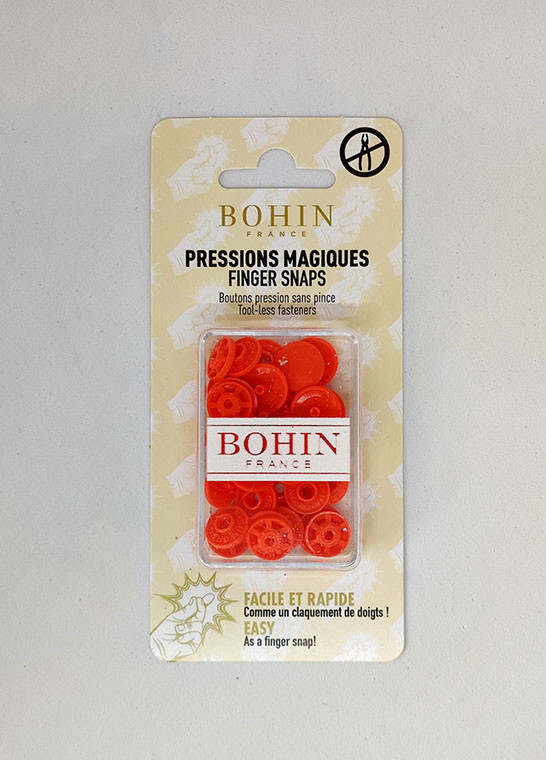 BOHIN
FRANCE
PRESSIONS MAGIQUES
FINGER SNAPS
Boutons pression sans pince
Tool-less fasteners
BOHIN
FRANCE
FACILE ET RAPIDE
Comme un claquement de doigts !
EASY
As a finger snap!